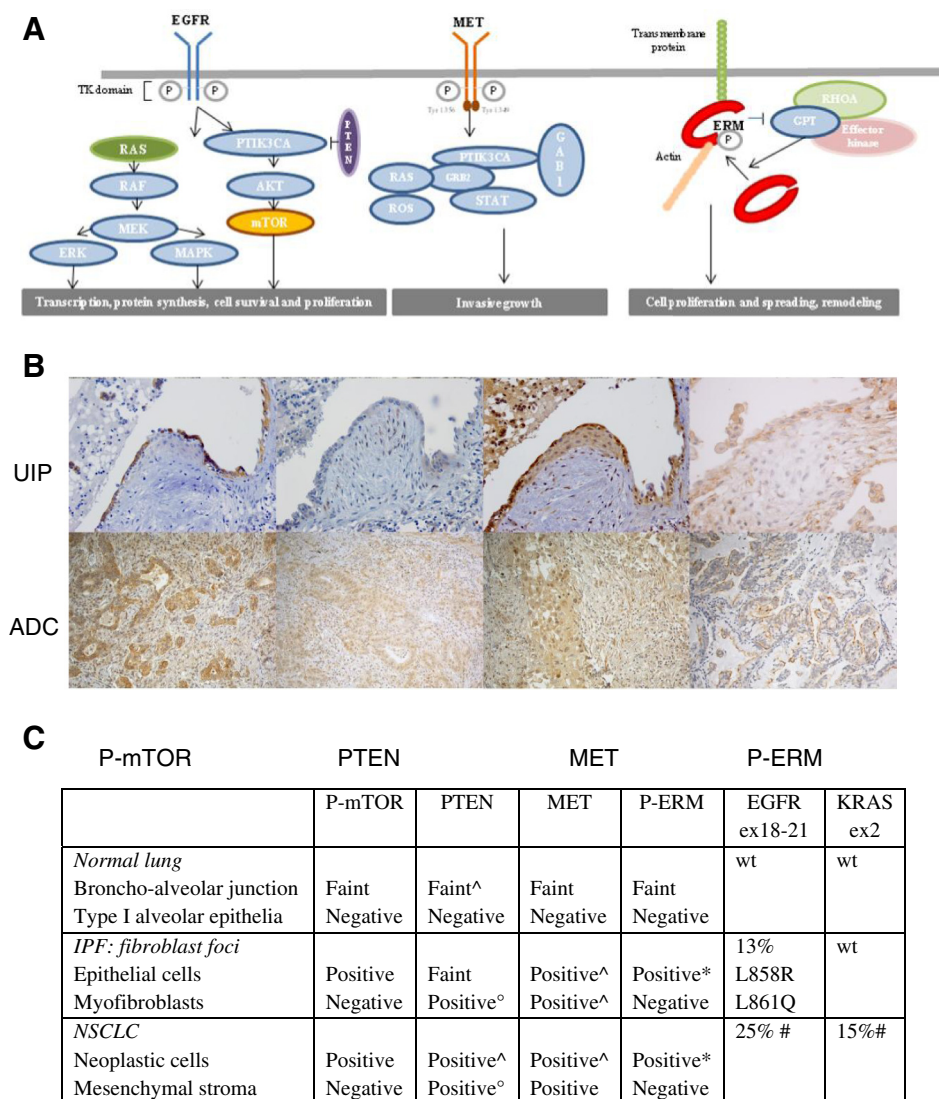 A
EGFR
MET
Trans membrane
protein
TK domain
P
P
P
P
Tyr 1356
Tyr 1349
RHOA
GPT
Effector
kinase
ERM
P
Actin
RAS
PTIK3CA
PTEN
RAF
AKT
MEK
mTOR
ERK
MAPK
PTIK3CA
GAB1
RAS
GRB2
ROS
STAT
Transcription, protein synthesis, cell survival and proliferation
Invasive growth
Cell proliferation and spreading, remodeling
B
UIP
ADC
C
P-mTOR PTEN MET P-ERM
P-mTOR PTEN MET P-ERM EGFR KRAS
ex18-21 ex2
Normal lung wt wt
Broncho-alveolar junction Faint Faint^ Faint Faint
Type I alveolar epithelia Negative Negative Negative Negative
IPF: fibroblast foci 13% wt
Epithelial cells Positive Faint Positive^ Positive* L858R
Myofibroblasts Negative Positive° Positive^ Negative L861Q
NSCLC 25% # 15%#
Neoplastic cells Positive Positive^ Positive^ Positive*
Mesenchymal stroma Negative Positive° Positive Negative